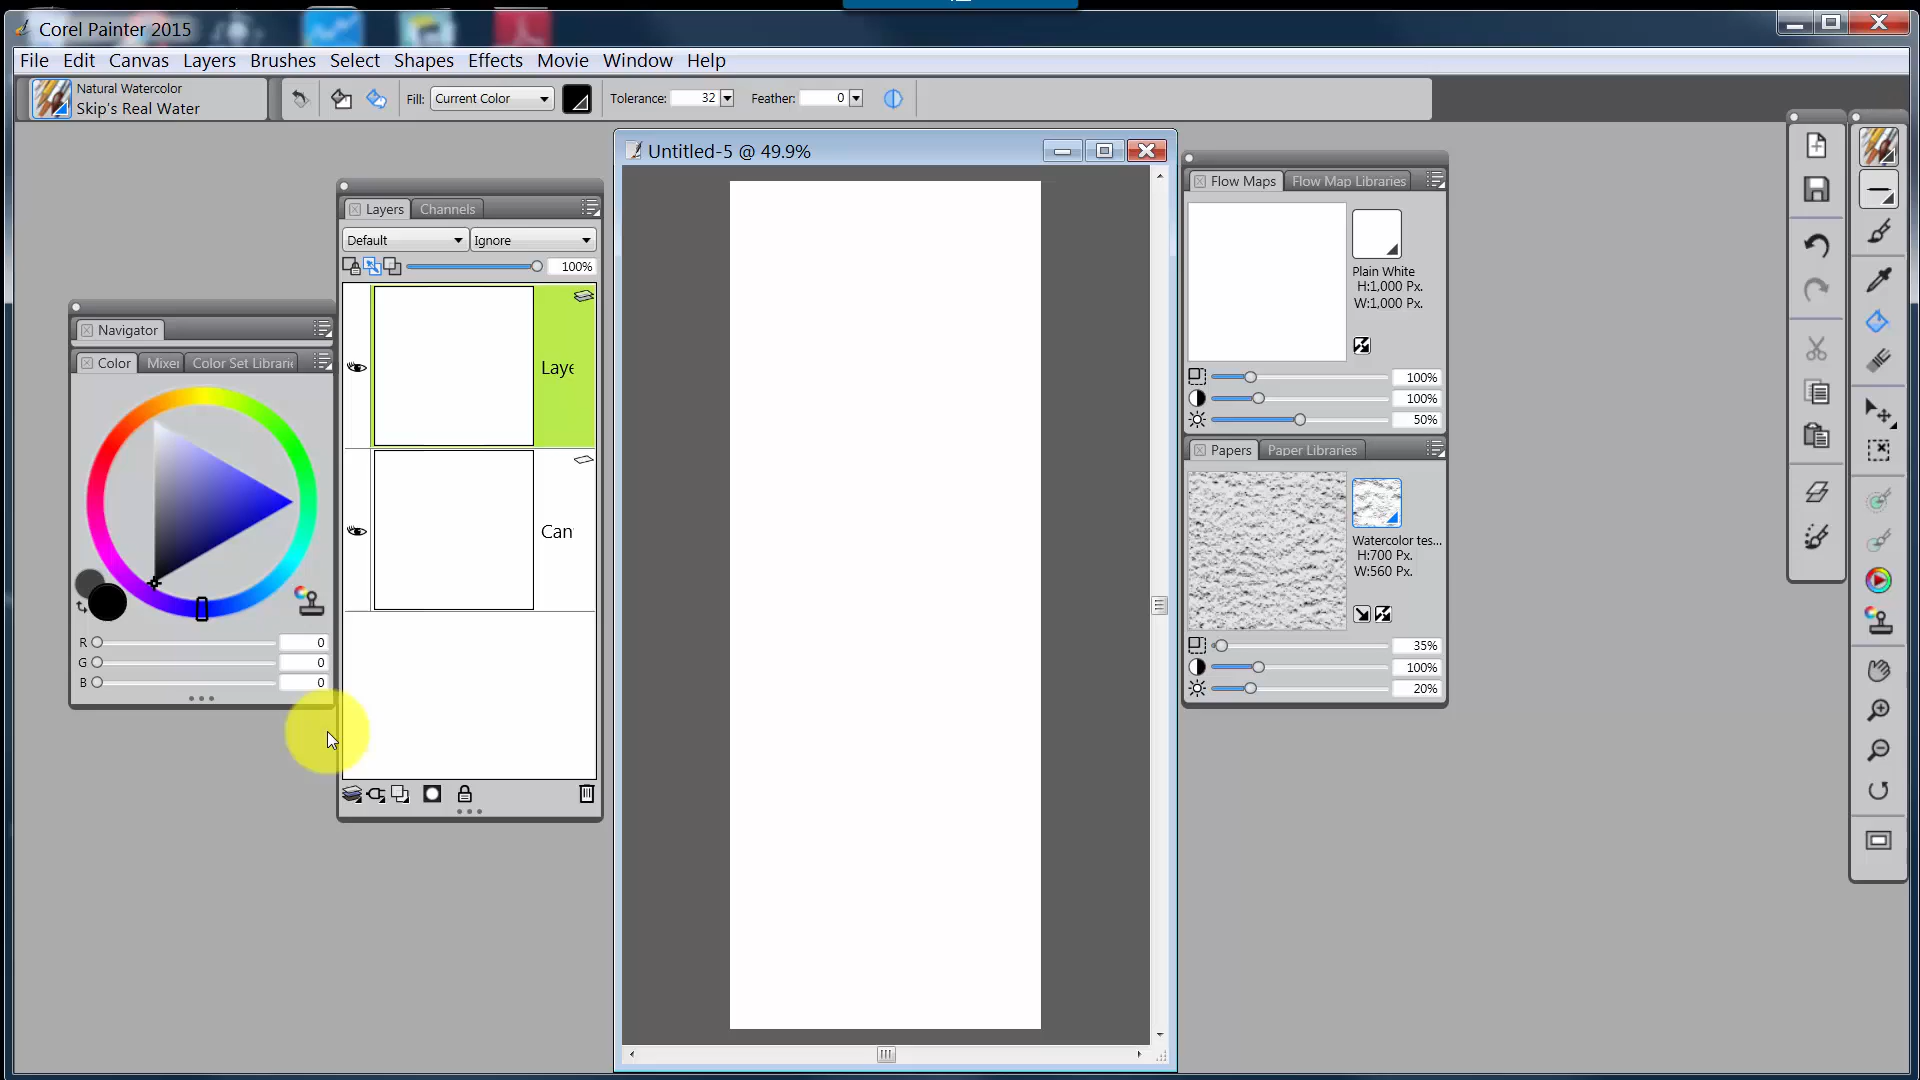 Corel Painter 2015
File Edit Canvas Layers Brushes Select Shapes Effects Movie Window Help
Natural Watercolor
Skip's Real Water
Fill: Current Color Tolerance: 32 Feather: 0
Untitled-5 @ 49.9%
Layers Channels
Default Ignore
100%
Laye
Can
Navigator
Color Mixer Color Set Librarie
R 0
G 0
B 0
Flow Maps Flow Map Libraries
Plain White
H:1,000 Px.
W:1,000 Px.
100%
100%
50%
Papers Paper Libraries
Watercolor tes...
H:700 Px.
W:560 Px.
35%
100%
20%